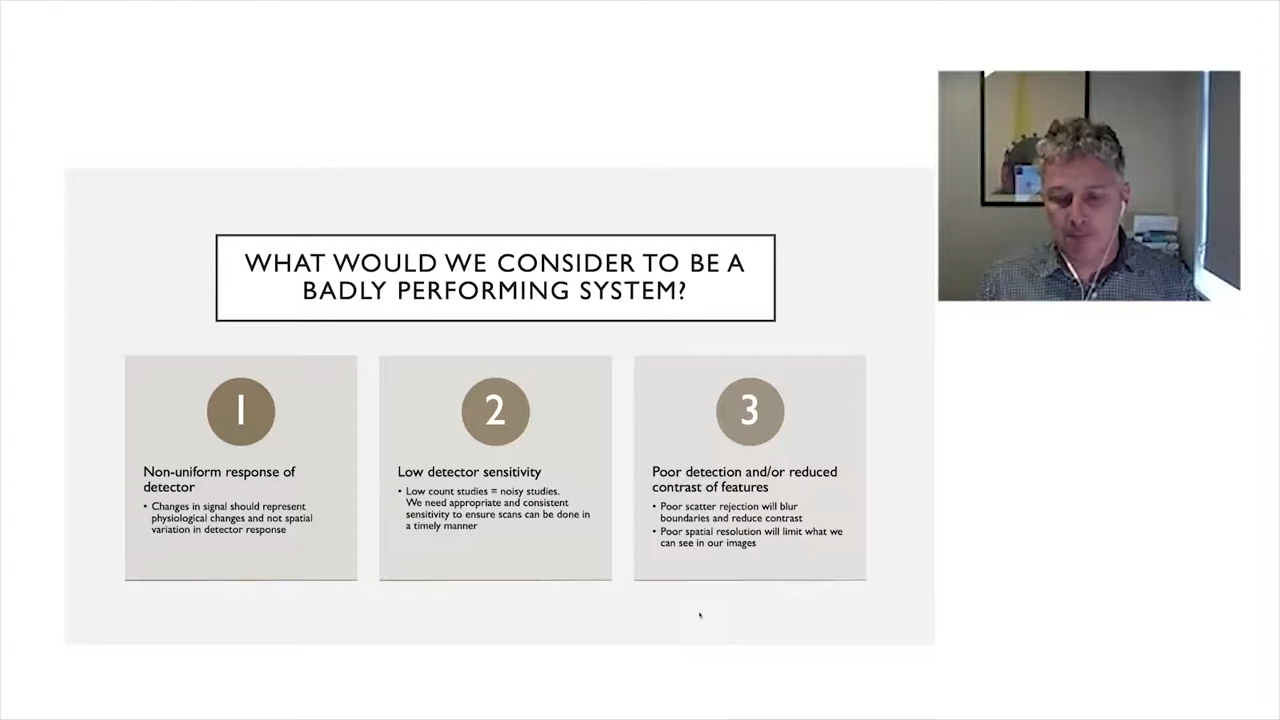 WHAT WOULD WE CONSIDER TO BE A
BADLY PERFORMING SYSTEM?
1
Non-uniform response of
detector
• Changes in signal should represent
physiological changes and not spatial
variation in detector response
2
Low detector sensitivity
• Low count studies = noisy studies.
We need appropriate and consistent
sensitivity to ensure scans can be done in
a timely manner
3
Poor detection and/or reduced
contrast of features
• Poor scatter rejection will blur
boundaries and reduce contrast
• Poor spatial resolution will limit what we
can see in our images